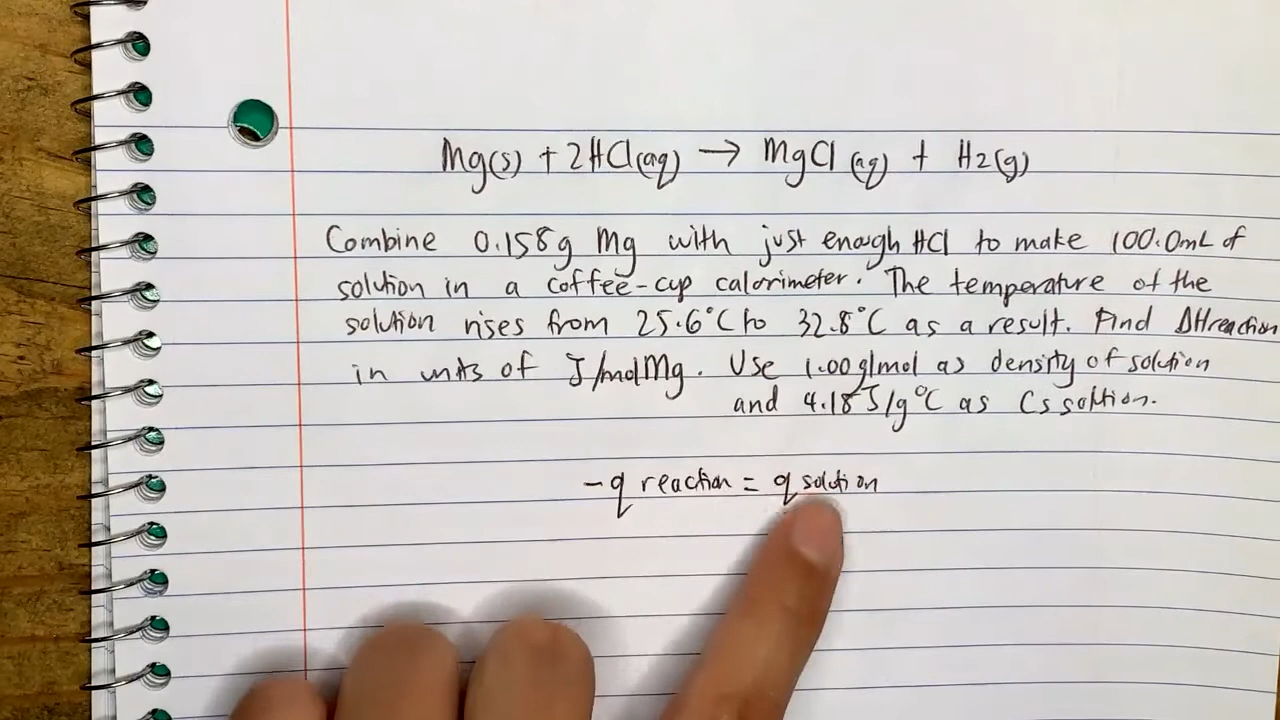 Mg(s) + 2HCl(aq) → MgCl (aq) + H2(g)
Combine 0.158g Mg with just enough HCl to make 100.0mL of
solution in a coffee-cup calorimeter. The temperature of the
solution rises from 25.6°C to 32.8°C as a result. Find ΔHreaction
in units of J/molMg. Use 1.00g/mol as density of solution
and 4.18 J/g°C as Cs soltion.
-q reaction = q solution